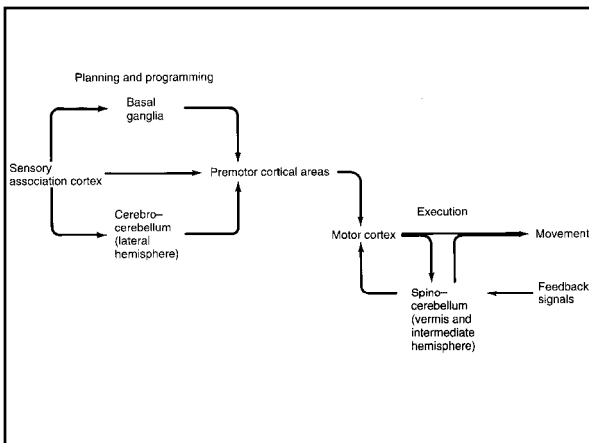 Planning and programming
Basal
ganglia
Sensory
association cortex
Premotor cortical areas
Cerebro–
cerebellum
(lateral
hemisphere)
Execution
Motor cortex
Movement
Spino–
cerebellum
(vermis and
intermediate
hemisphere)
Feedback
signals